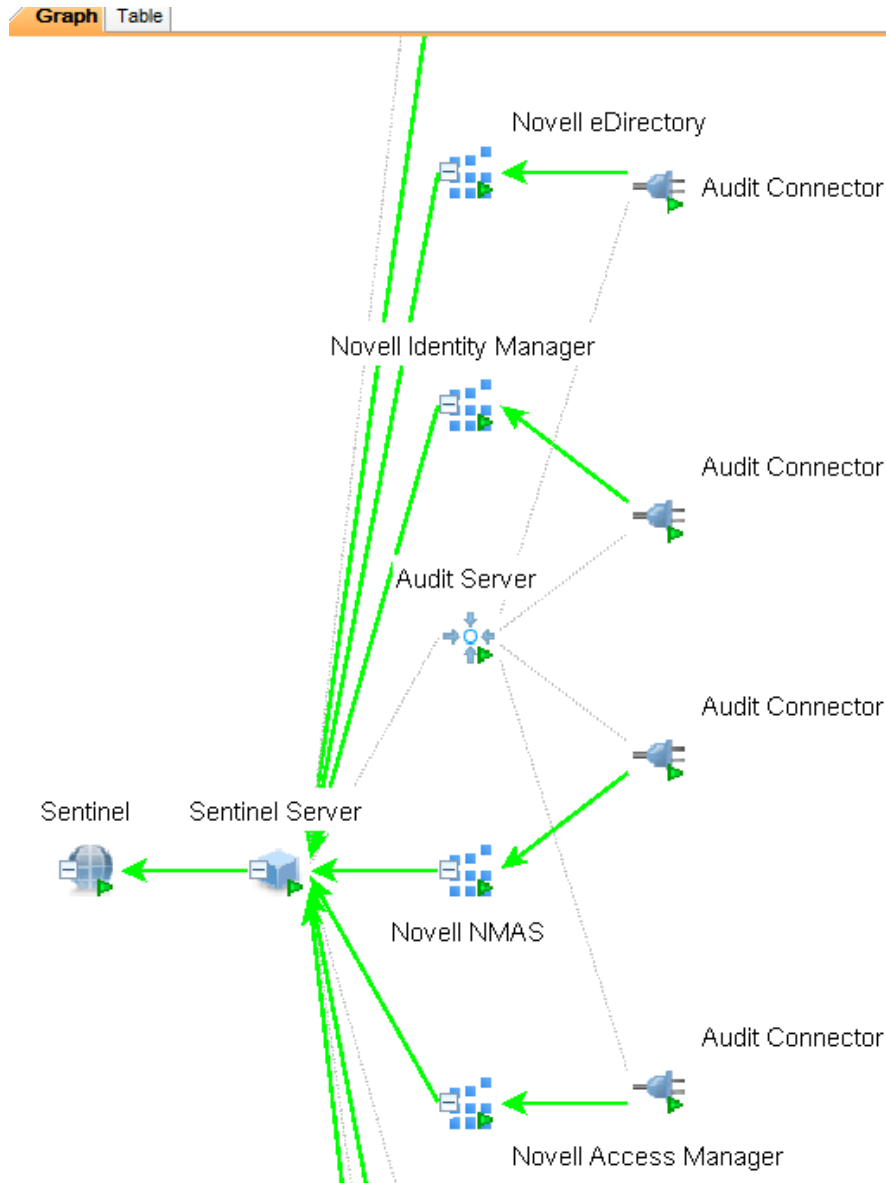 Graph Table
Novell eDirectory
Audit Connector
Novell Identity Manager
Audit Connector
Audit Server
Audit Connector
Sentinel Sentinel Server
Novell NMAS
Audit Connector
Novell Access Manager